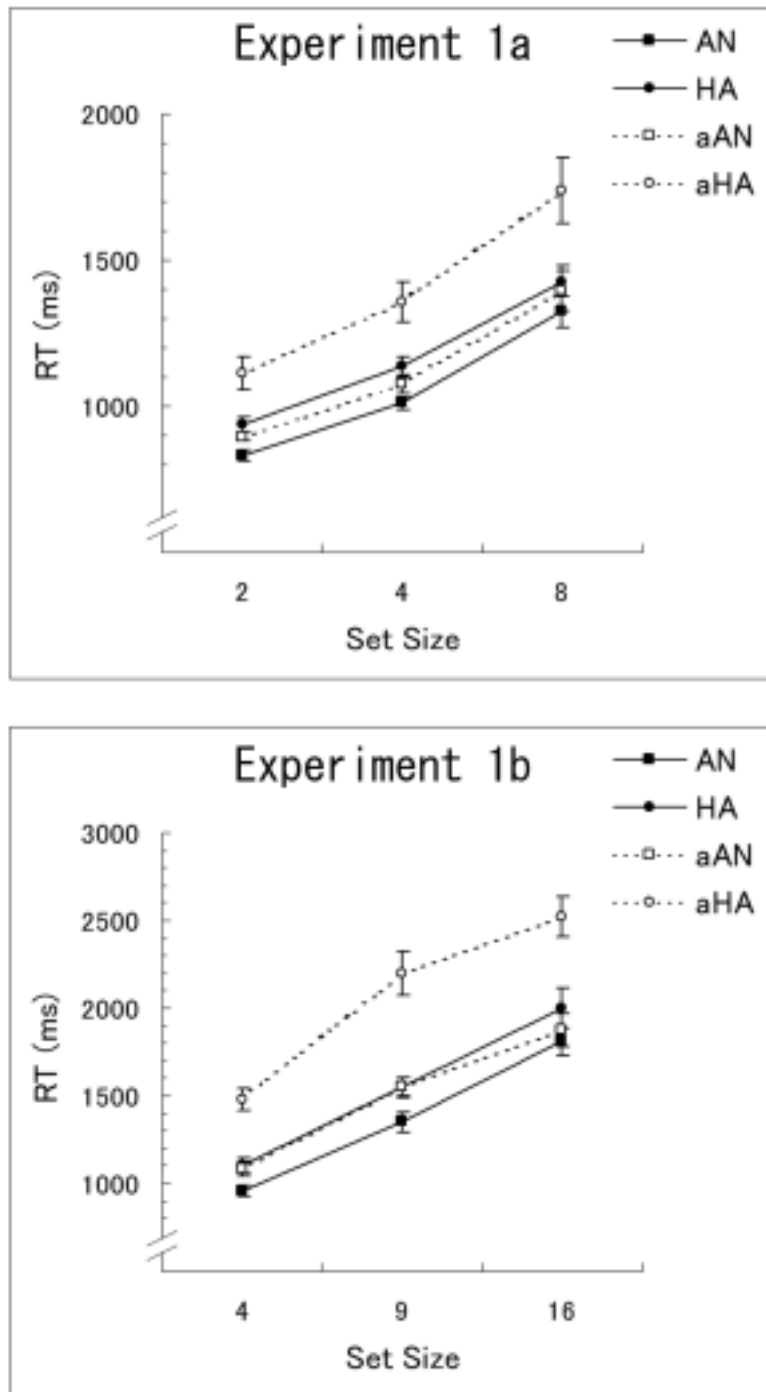 Experiment 1a
AN
HA
aAN
aHA
2000
1500
1000
RT (ms)
2 4 8
Set Size
Experiment 1b
AN
HA
aAN
aHA
3000
2500
2000
1500
1000
RT (ms)
4 9 16
Set Size